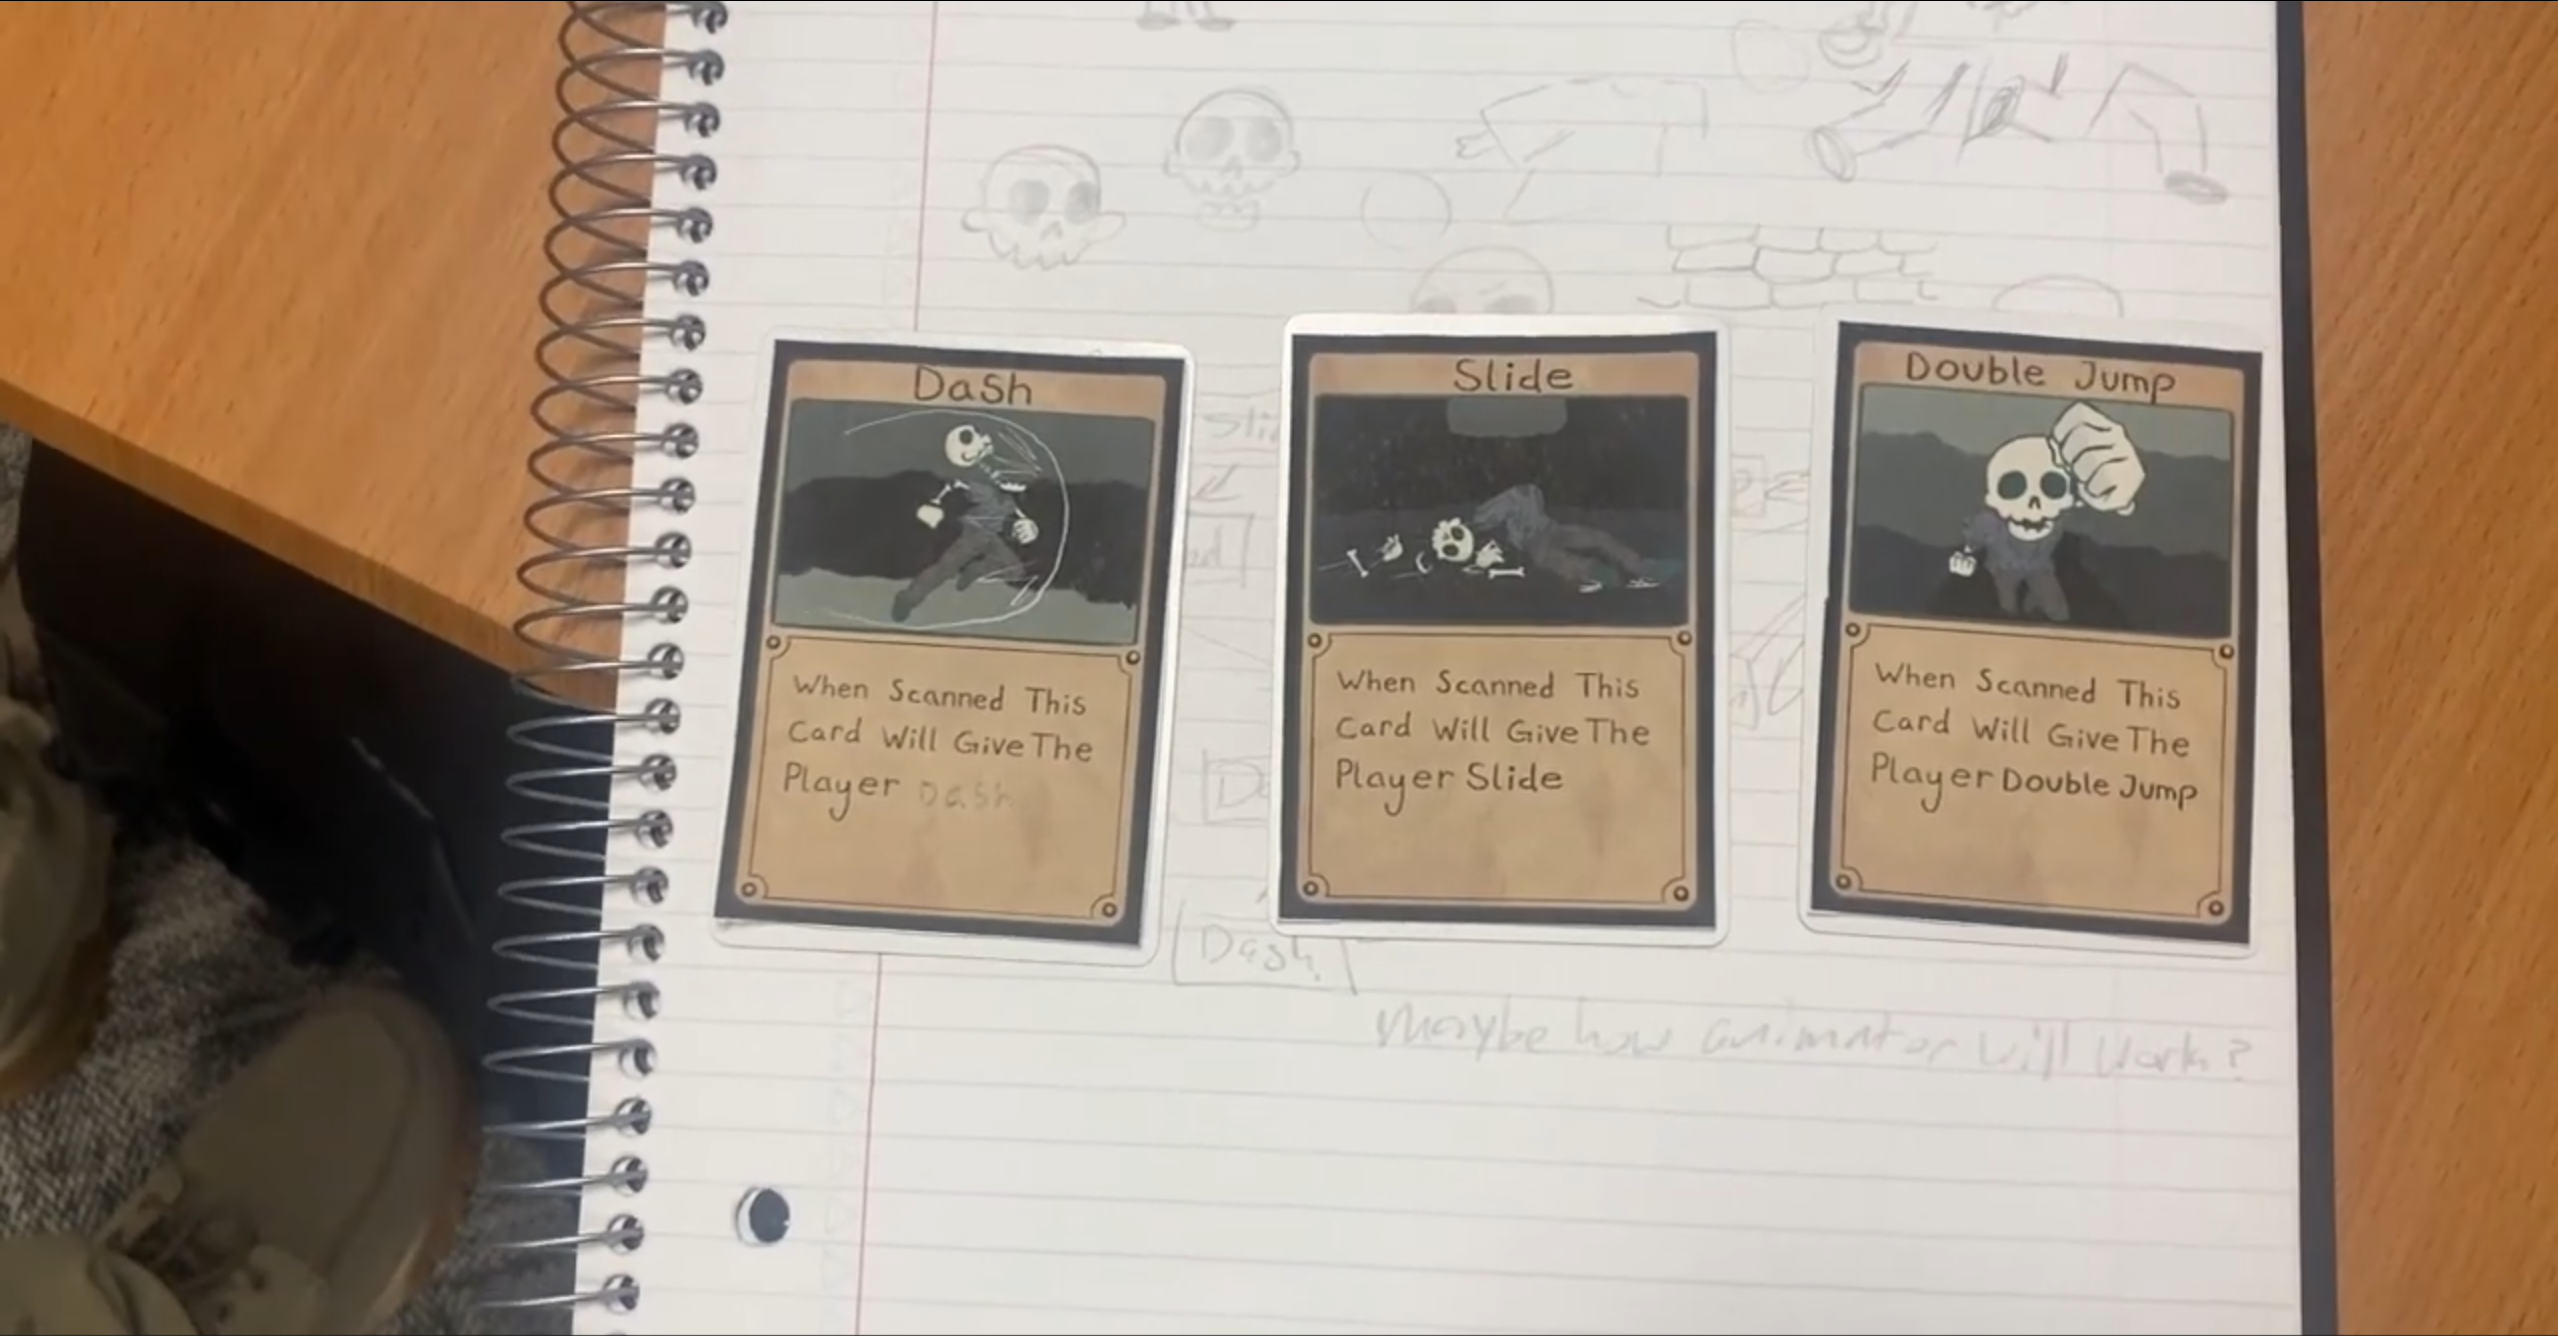 Dash
When Scanned This
Card Will Give The
Player Dash
Slide
When Scanned This
Card Will Give The
Player Slide
Double Jump
When Scanned This
Card Will Give The
Player Double Jump
Dash
Maybe how animator will work?